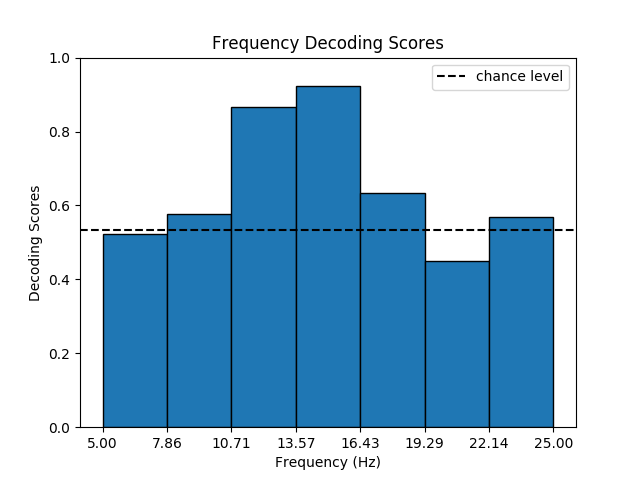 Frequency Decoding Scores
chance level
1.0
0.8
0.6
0.4
0.2
0.0
Decoding Scores
5.00 7.86 10.71 13.57 16.43 19.29 22.14 25.00
Frequency (Hz)